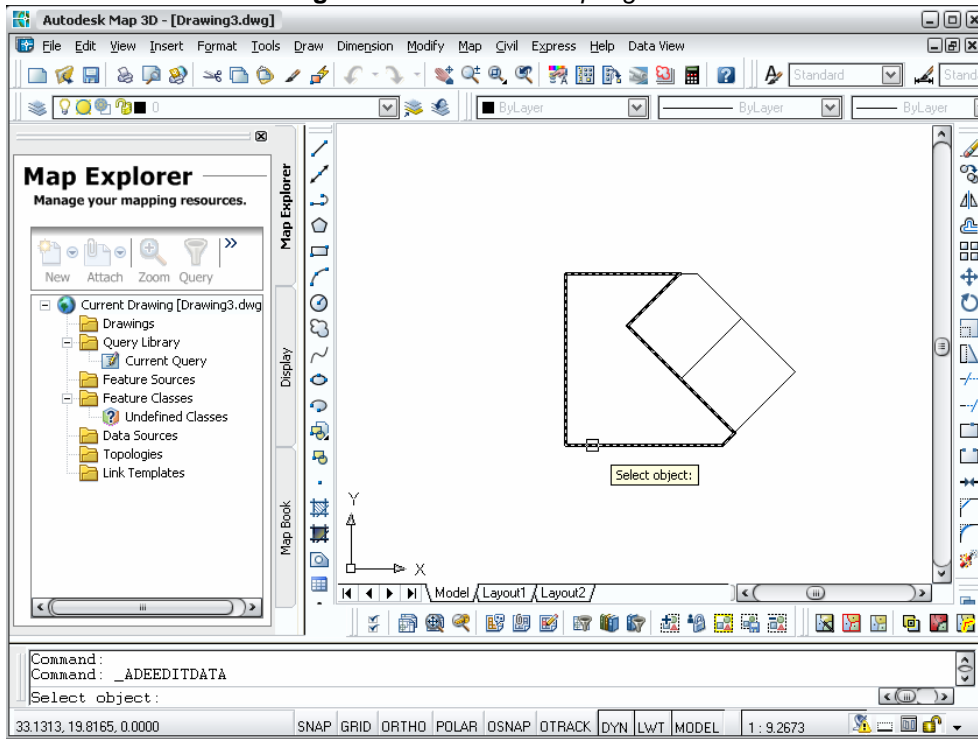 Autodesk Map 3D - [Drawing3.dwg]
File Edit View Insert Format Tools Draw Dimension Modify Map Civil Express Help Data View
Standard
0 ByLayer ByLayer ByLayer
Map Explorer
Manage your mapping resources.
New Attach Zoom Query
Current Drawing [Drawing3.dwg
Drawings
Query Library
Current Query
Feature Sources
Feature Classes
Undefined Classes
Data Sources
Topologies
Link Templates
Map Explorer
Display
Map Book
Select object:
Y
X
Model Layout1 Layout2
Command:
Command: _ADEEDITDATA
Select object:
33.1313, 19.8165, 0.0000 SNAP GRID ORTHO POLAR OSNAP OTRACK DYN LWT MODEL 1 : 9.2673